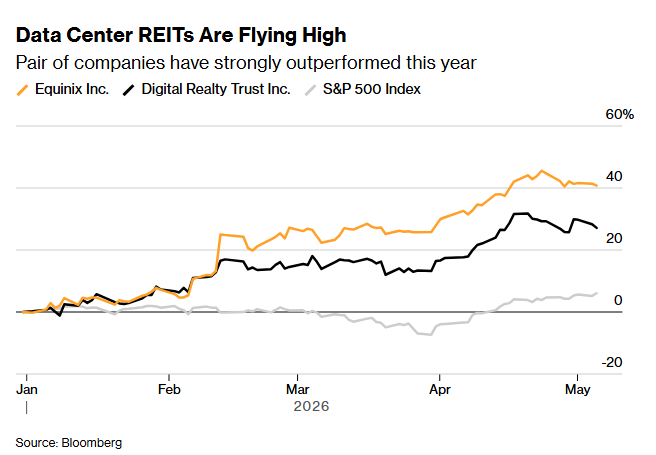 Data Center REITs Are Flying High
Pair of companies have strongly outperformed this year
Equinix Inc. Digital Realty Trust Inc. S&P 500 Index
60%
40
20
0
-20
Jan Feb Mar Apr May
2026
Source: Bloomberg